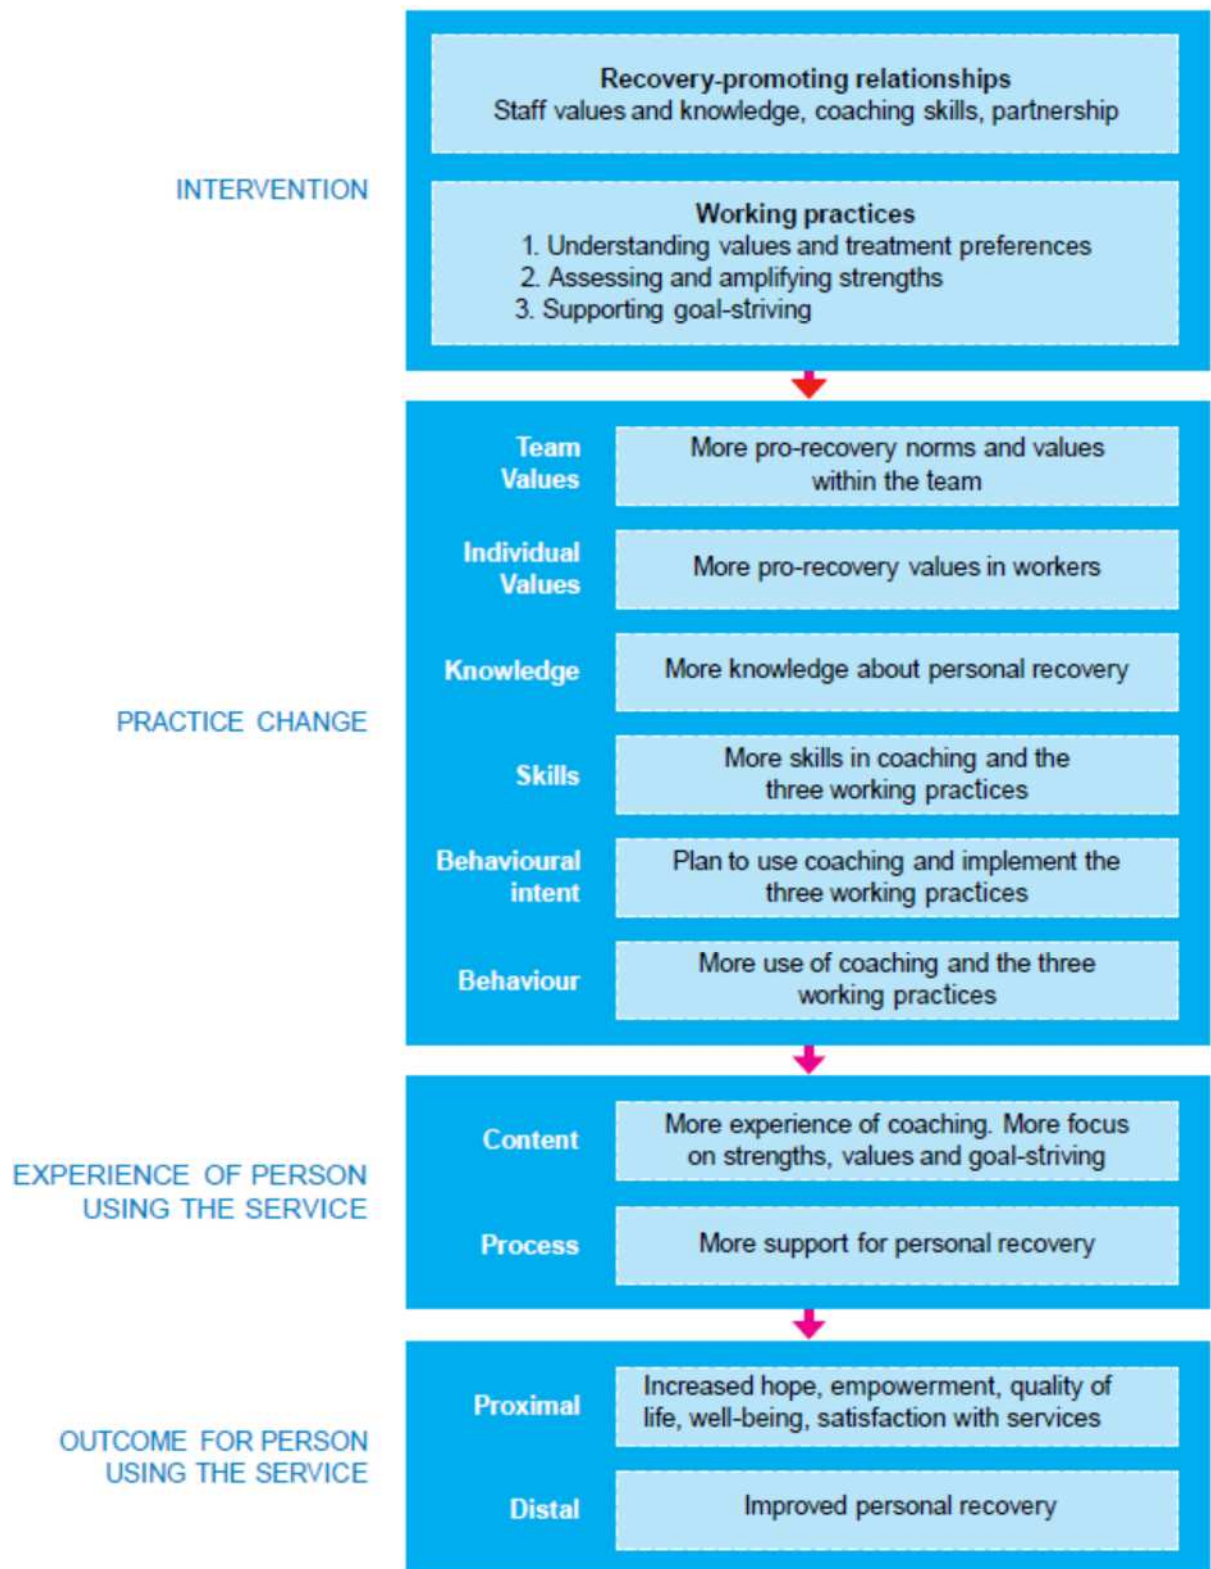 Recovery-promoting relationships
Staff values and knowledge, coaching skills, partnership
INTERVENTION
Working practices
1. Understanding values and treatment preferences
2. Assessing and amplifying strengths
3. Supporting goal-striving
Team
Values
More pro-recovery norms and values
within the team
Individual
Values
More pro-recovery values in workers
Knowledge
More knowledge about personal recovery
PRACTICE CHANGE
Skills
More skills in coaching and the
three working practices
Behavioural
intent
Plan to use coaching and implement the
three working practices
Behaviour
More use of coaching and the three
working practices
EXPERIENCE OF PERSON
USING THE SERVICE
Content
More experience of coaching. More focus
on strengths, values and goal-striving
Process
More support for personal recovery
OUTCOME FOR PERSON
USING THE SERVICE
Proximal
Increased hope, empowerment, quality of
life, well-being, satisfaction with services
Distal
Improved personal recovery